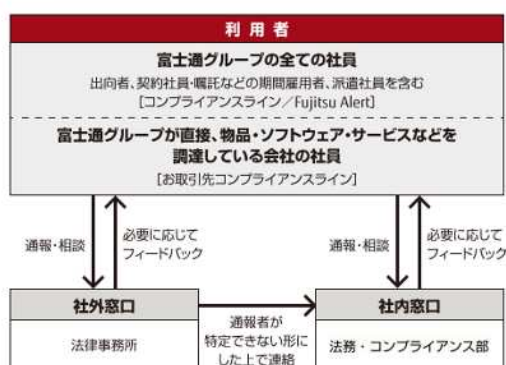 利用者
富士通グループの全ての社員
出向者、契約社員・嘱託などの期間雇用者、派遣社員を含む
[コンプライアンスライン／Fujitsu Alert]
富士通グループが直接、物品・ソフトウェア・サービスなどを
調達している会社の社員
[お取引先コンプライアンスライン]
通報・相談
必要に応じて
フィードバック
通報・相談
必要に応じて
フィードバック
社外窓口
法律事務所
通報者が
特定できない形に
した上で連絡
社内窓口
法務・コンプライアンス部